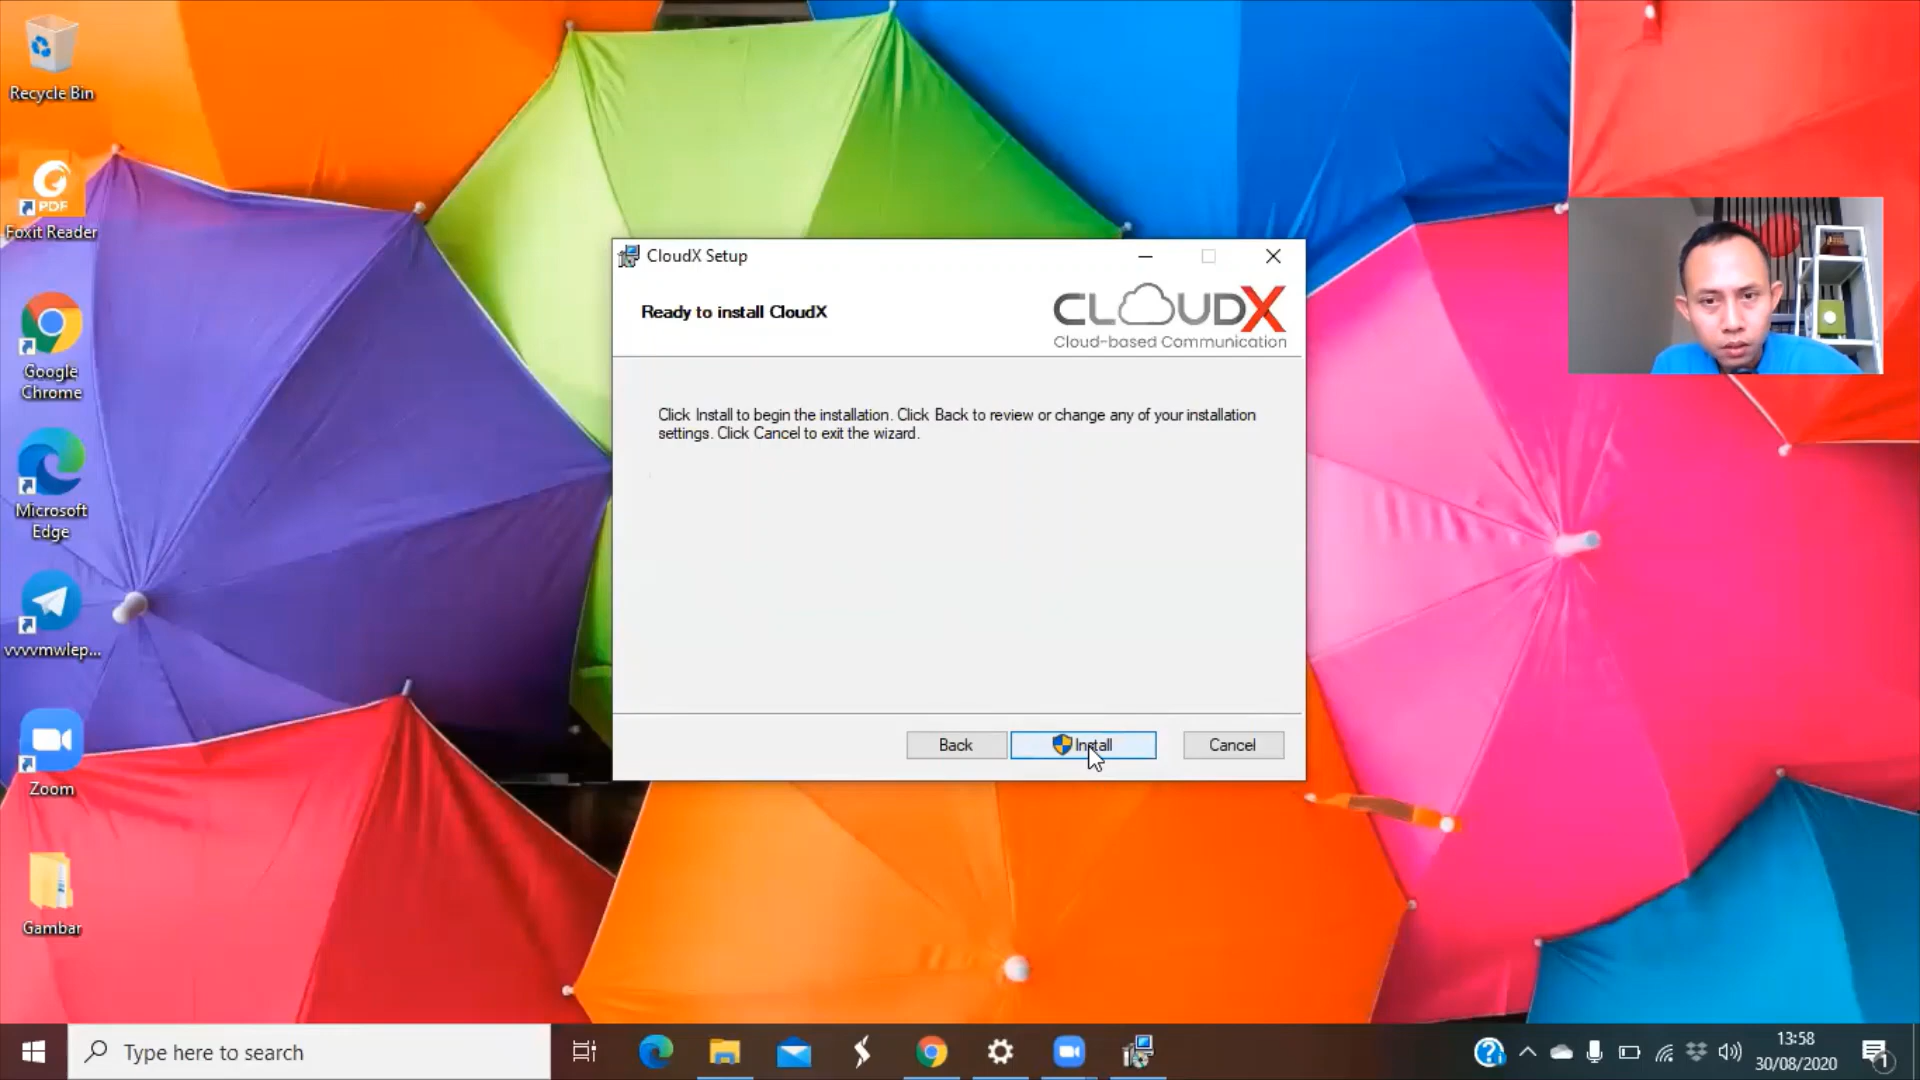 Recycle Bin
PDF
Foxit Reader
Google
Chrome
Microsoft
Edge
vvvvmwlep...
Zoom
Gambar
CloudX Setup
Ready to install CloudX
CLOUDX
Cloud-based Communication
Click Install to begin the installation. Click Back to review or change any of your installation
settings. Click Cancel to exit the wizard.
Back
Install
Cancel
Type here to search
13:58
30/08/2020
1